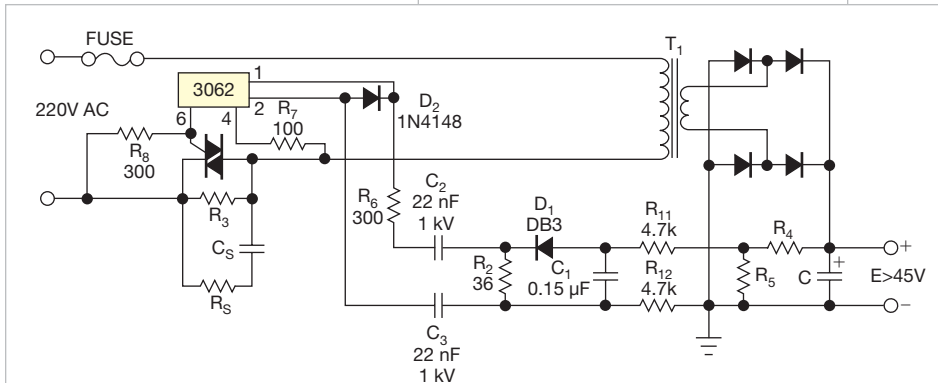 FUSE
T1
3062
1
2
6
4
220V AC
R7
100
D2
1N4148
R8
300
R3
CS
RS
R6
300
C2
22 nF
1 kV
D1
DB3
R11
4.7k
R4
R2
36
C1
0.15 µF
R12
4.7k
R5
C
+
+
E>45V
−
C3
22 nF
1 kV